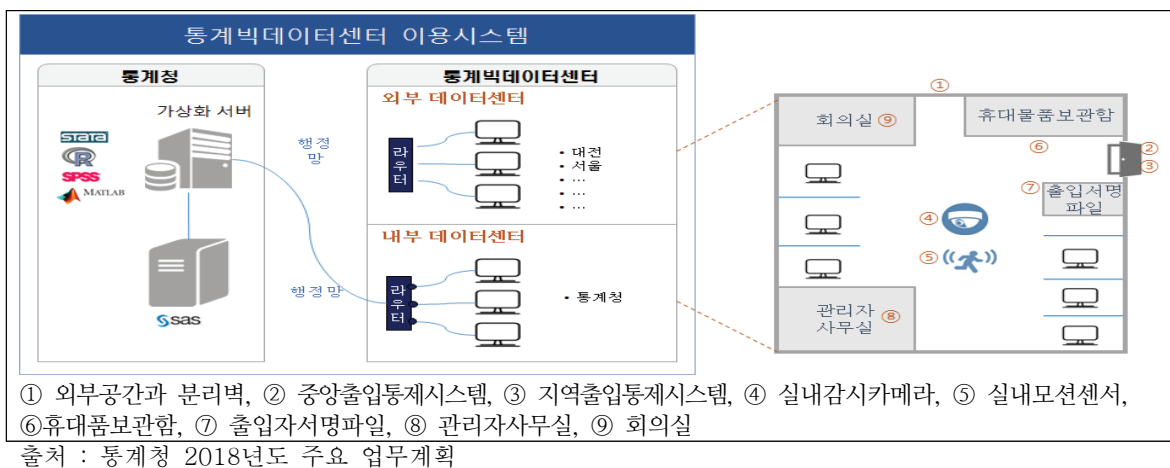 통계빅데이터센터 이용시스템
통계청
가상화 서버
STATA
R
SPSS
MATLAB
sas
행정
망
행정망
통계빅데이터센터
외부 데이터센터
라우터
• 대전
• 서울
• ...
• ...
내부 데이터센터
라우터
• 통계청
①
회의실 ⑨
휴대물품보관함
⑥
②
③
⑦ 출입서명
파일
④
⑤
관리자
사무실 ⑧
① 외부공간과 분리벽, ② 중앙출입통제시스템, ③ 지역출입통제시스템, ④ 실내감시카메라, ⑤ 실내모션센서,
⑥휴대품보관함, ⑦ 출입자서명파일, ⑧ 관리자사무실, ⑨ 회의실
출처 : 통계청 2018년도 주요 업무계획